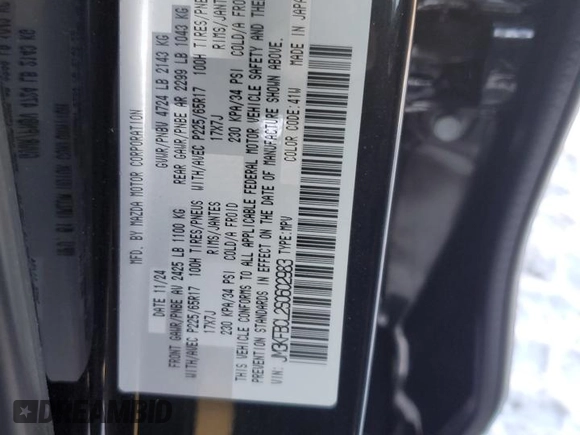 MFD. BY MAZDA MOTOR CORPORATION
DATE 11/24
GVWR/PNBV 4724 LB 2143 KG
FRONT GAWR/PNBE AV 2425 LB 1100 KG
REAR GAWR/PNBE AR 2299 LB 1043 KG
WITH/AVEC P225/65R17 100H TIRES/PNEUS
WITH/AVEC P225/65R17 100H TIRES/PNEUS
17X7J RIMS/JANTES
17X7J RIMS/JANTES
230 KPA/34 PSI COLD/A FROID
230 KPA/34 PSI COLD/A FROID
THIS VEHICLE CONFORMS TO ALL APPLICABLE FEDERAL MOTOR VEHICLE SAFETY AND THEFT
STANDARDS IN EFFECT ON THE DATE OF MANUFACTURE SHOWN ABOVE.
VIN: TYPE: MPV
COLOR CODE: 41W
MADE IN JAPAN
DREAMBID